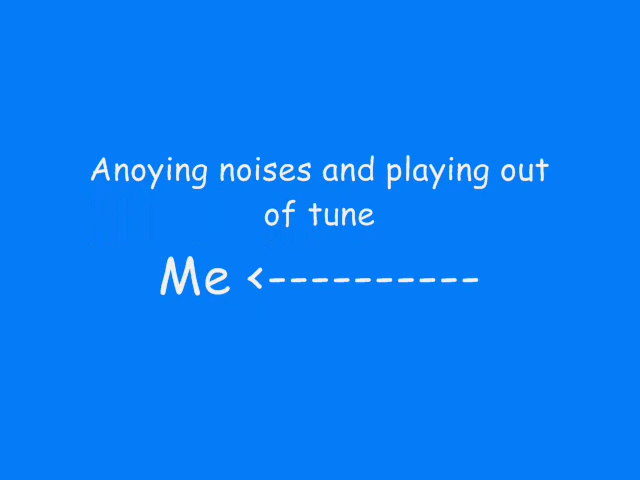 Anoying noises and playing out
of tune
Me <----------